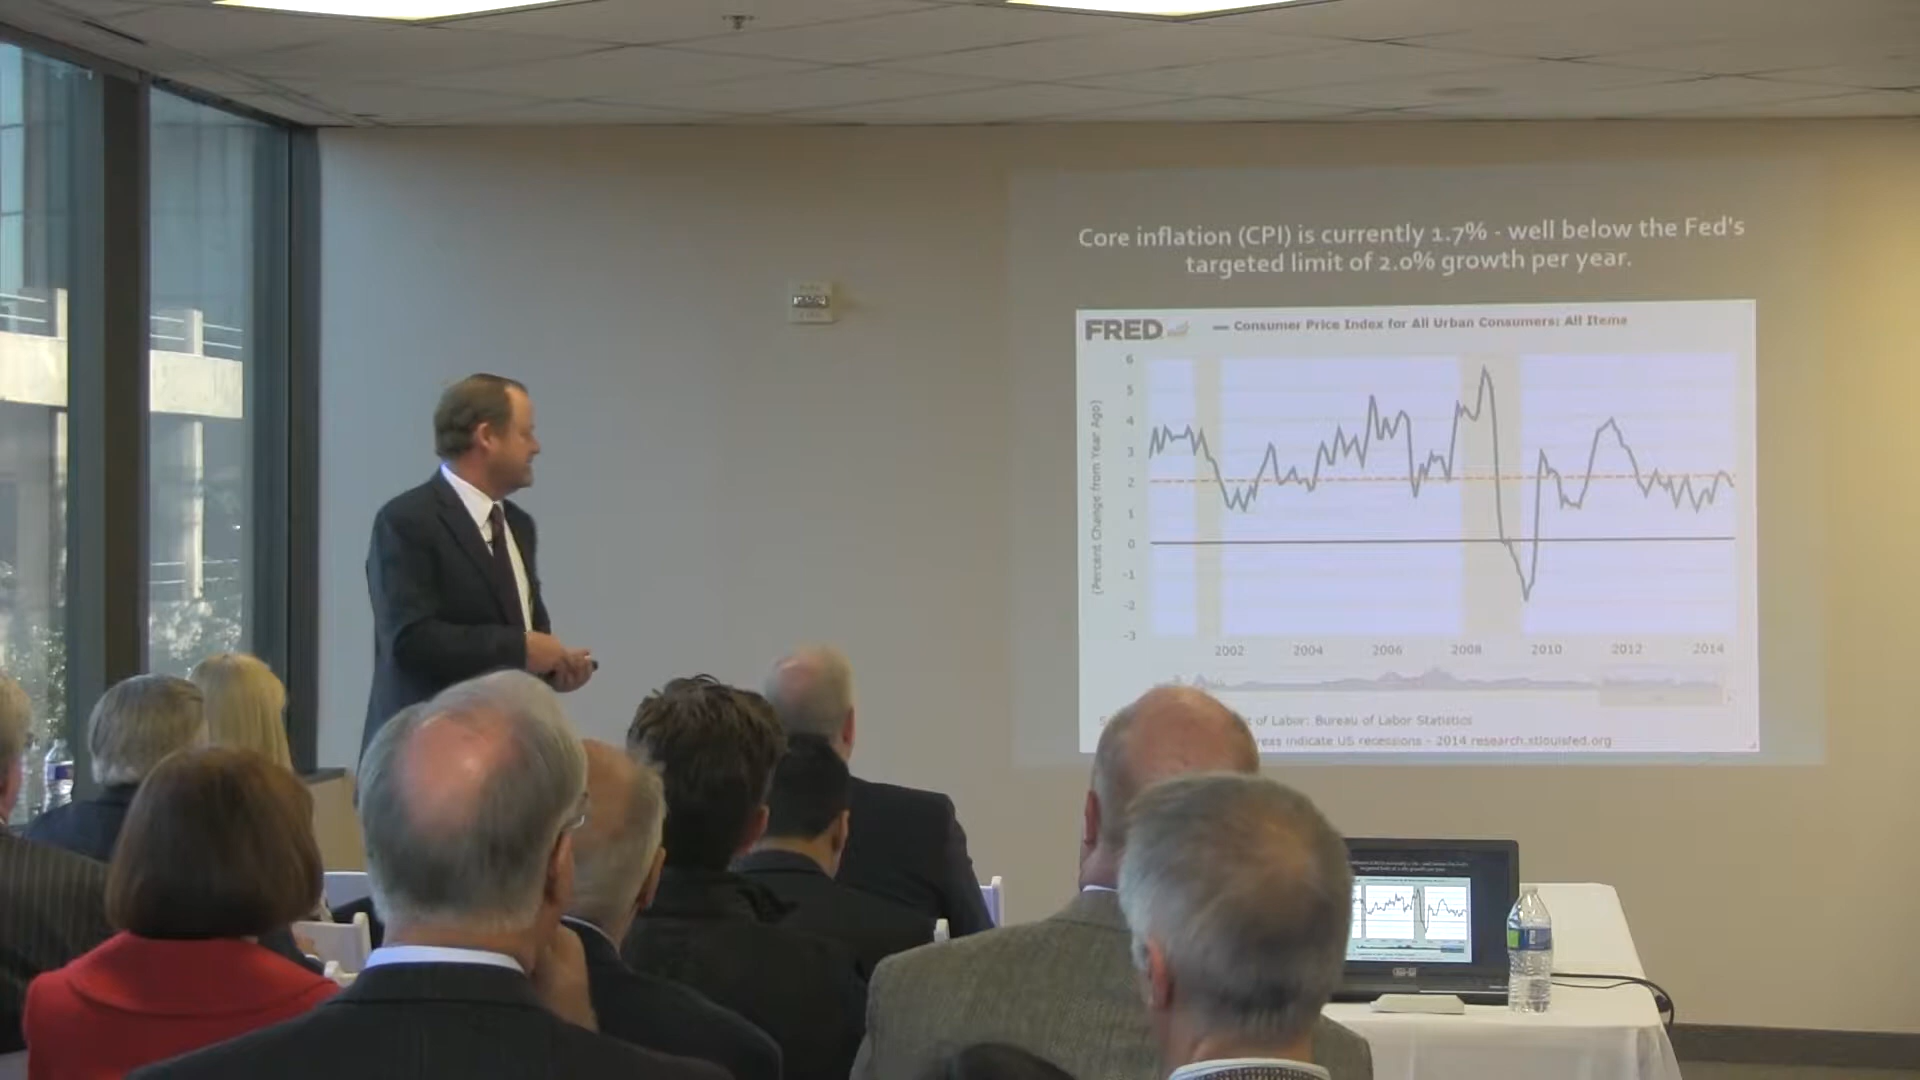 Core inflation (CPI) is currently 1.7% - well below the Fed's
targeted limit of 2.0% growth per year.
FRED
Consumer Price Index for All Urban Consumers: All Items
(Percent Change from Year Ago)
6
5
4
3
2
1
0
-1
-2
-3
2002 2004 2006 2008 2010 2012 2014
of Labor: Bureau of Labor Statistics
indicate US recessions - 2014 research.stlouisfed.org